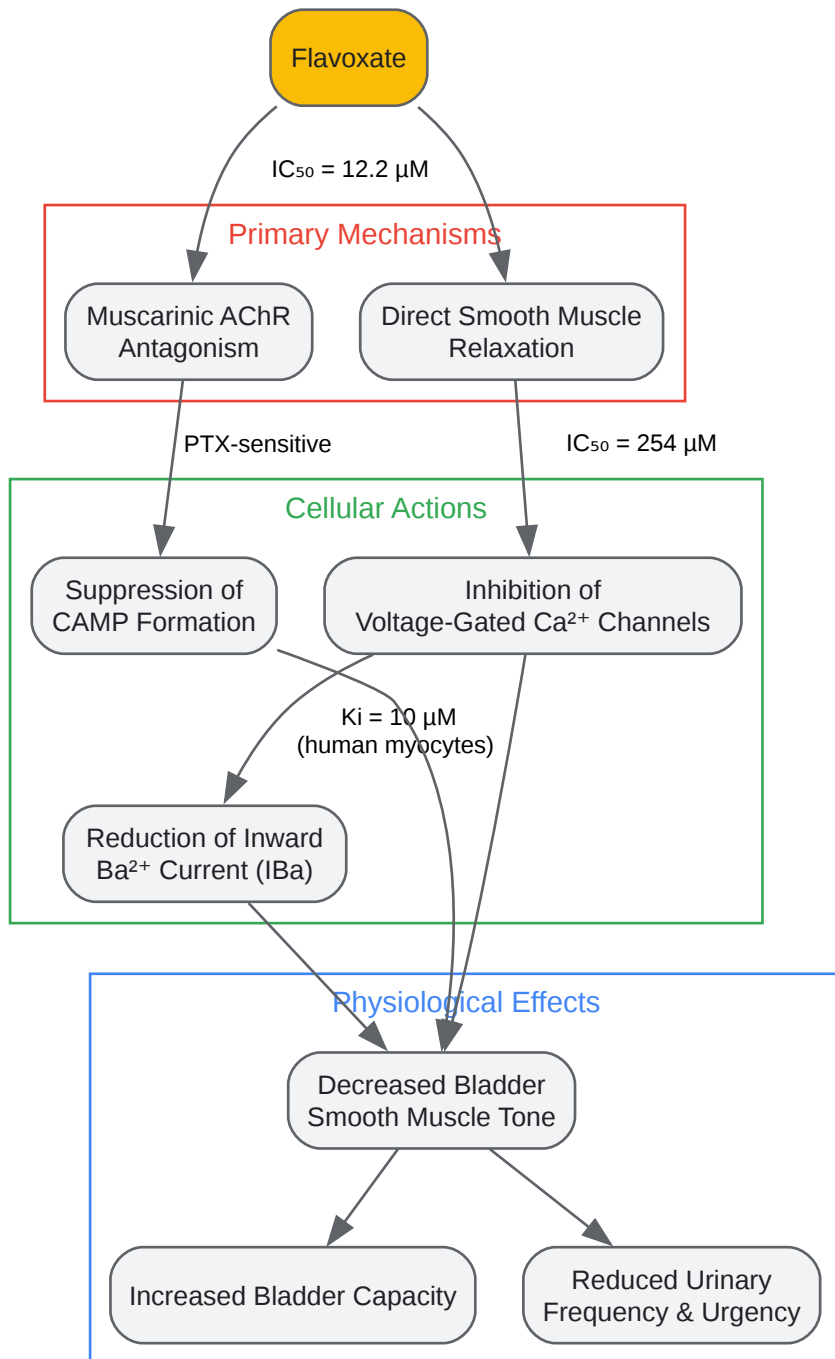 Flavoxate
IC₅₀ = 12.2 µM
Primary Mechanisms
Muscarinic AChR
Antagonism
Direct Smooth Muscle
Relaxation
PTX-sensitive
IC₅₀ = 254 µM
Cellular Actions
Suppression of
CAMP Formation
Inhibition of
Voltage-Gated Ca²⁺ Channels
Ki = 10 µM
(human myocytes)
Reduction of Inward
Ba²⁺ Current (IBa)
Physiological Effects
Decreased Bladder
Smooth Muscle Tone
Increased Bladder Capacity
Reduced Urinary
Frequency & Urgency